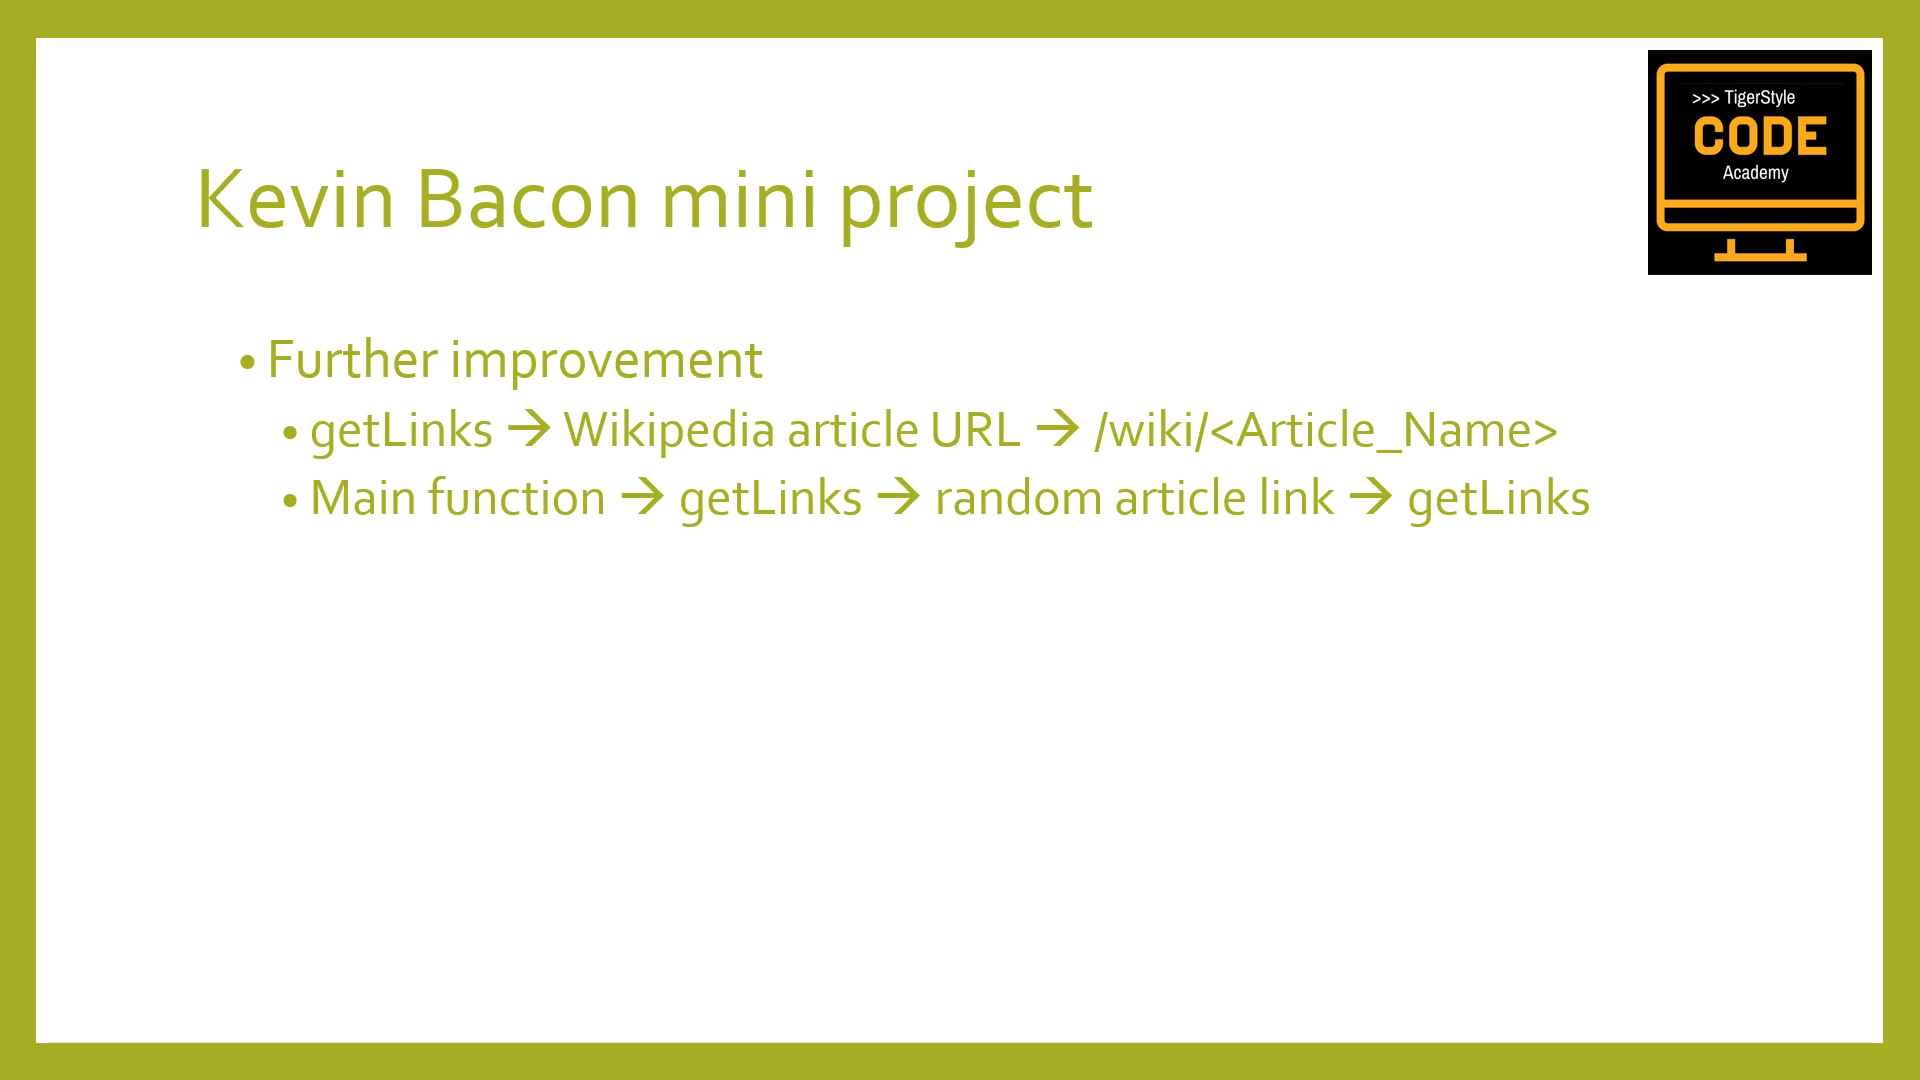 >>> TigerStyle
CODE
Academy
Kevin Bacon mini project
• Further improvement
• getLinks → Wikipedia article URL → /wiki/<Article_Name>
• Main function → getLinks → random article link → getLinks